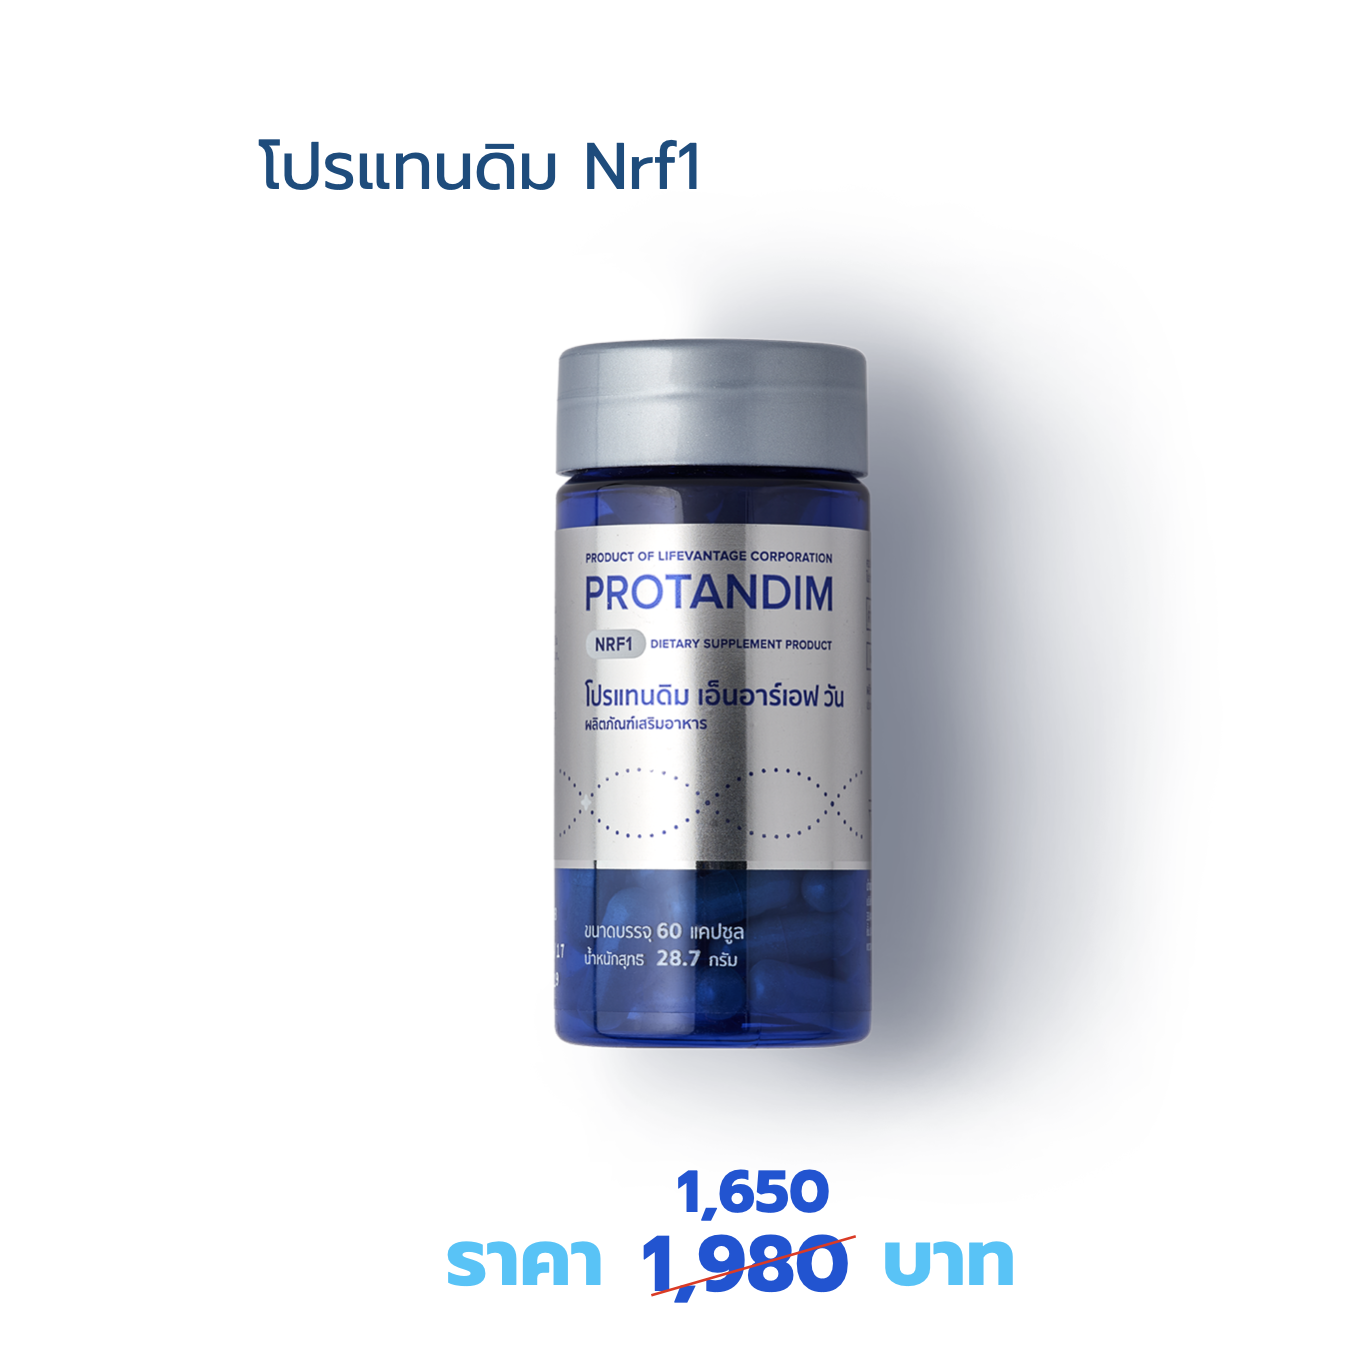 โปรแทนดิม Nrf1
PRODUCT OF LIFEVANTAGE CORPORATION
PROTANDIM
NRF1 DIETARY SUPPLEMENT PRODUCT
โปรแทนดิม เอ็นอาร์เอฟ วัน
ผลิตภัณฑ์เสริมอาหาร
ขนาดบรรจุ 60 แคปซูล
น้ำหนักสุทธิ 28.7 กรัม
17
1,650
ราคา 1,980 บาท